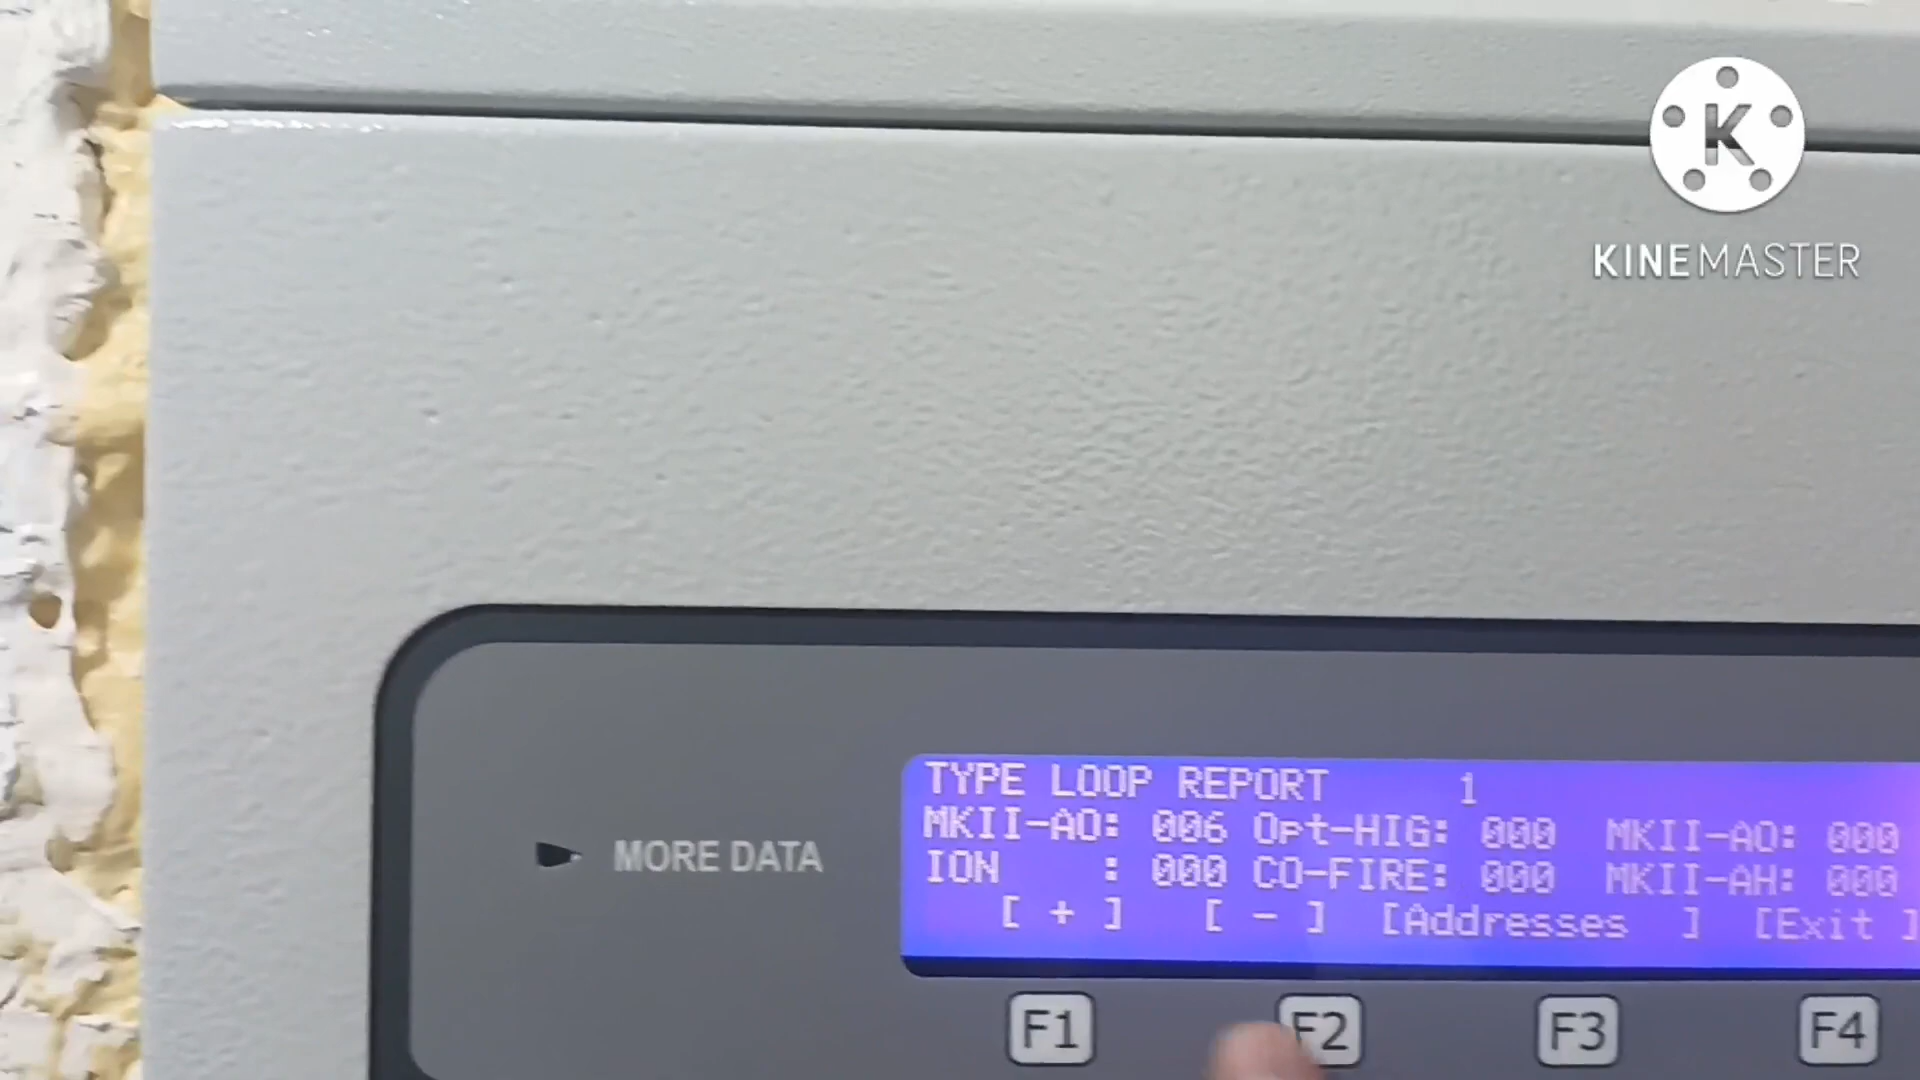 K
KINEMASTER
TYPE LOOP REPORT 1
MKII-AO: 006 Opt-HIG: 000 MKII-AO: 000
ION : 000 CO-FIRE: 000 MKII-AH: 000
[ + ] [ - ] [Addresses ] [Exit ]
MORE DATA
F1 F2 F3 F4